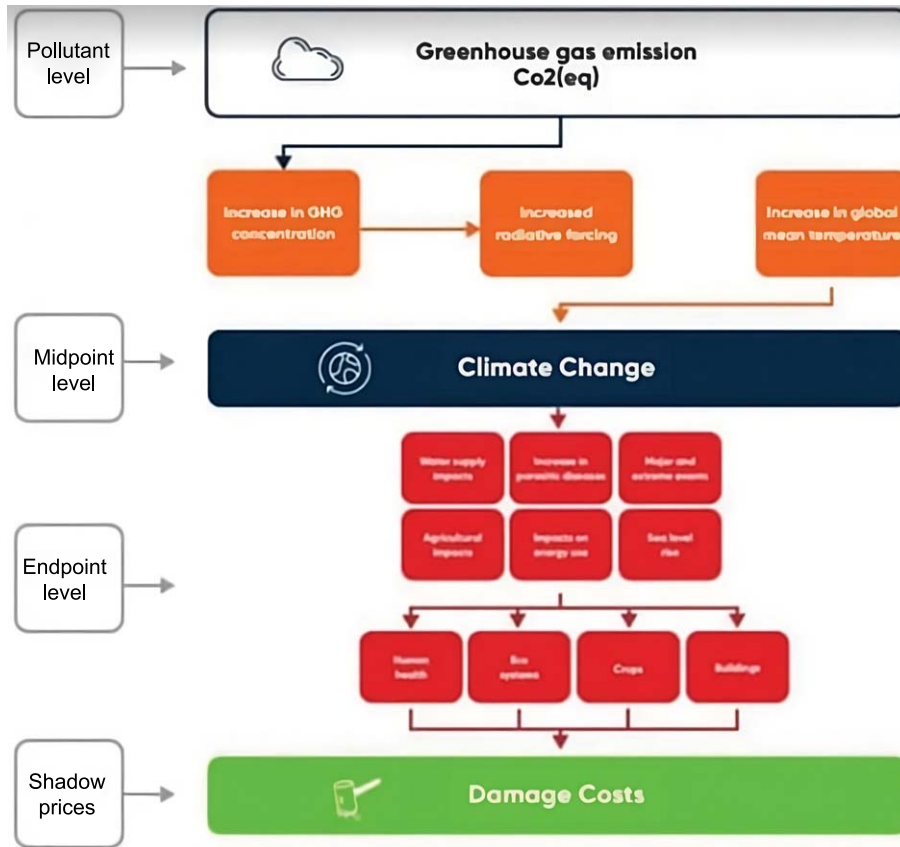 Pollutant
level
Greenhouse gas emission
Co2(eq)
Increase in GHG
concentration
Increased
radiative forcing
Increase in global
mean temperature
Midpoint
level
Climate Change
Water supply
impacts
Increase in
parasitic diseases
Major and
extreme events
Agricultural
impacts
Impacts on
energy use
Sea level
rise
Endpoint
level
Human
health
Eco
systems
Crops
Buildings
Shadow
prices
Damage Costs